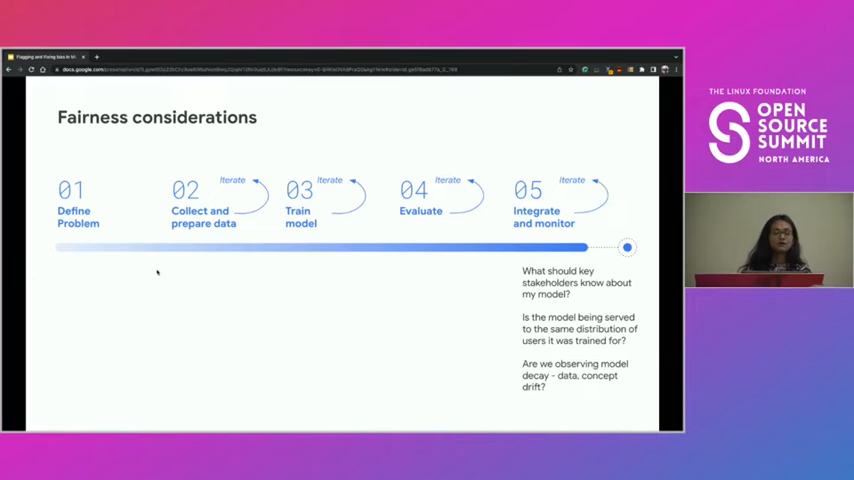 Flagging and Fixing bias in M
THE LINUX FOUNDATION
OPEN
SOURCE
SUMMIT
NORTH AMERICA
docs.google.com
Fairness considerations
01
Define
Problem
02
Iterate
Collect and
prepare data
03
Iterate
Train
model
04
Iterate
Evaluate
05
Iterate
Integrate
and monitor
What should key
stakeholders know about
my model?
Is the model being served
to the same distribution of
users it was trained for?
Are we observing model
decay - data, concept
drift?